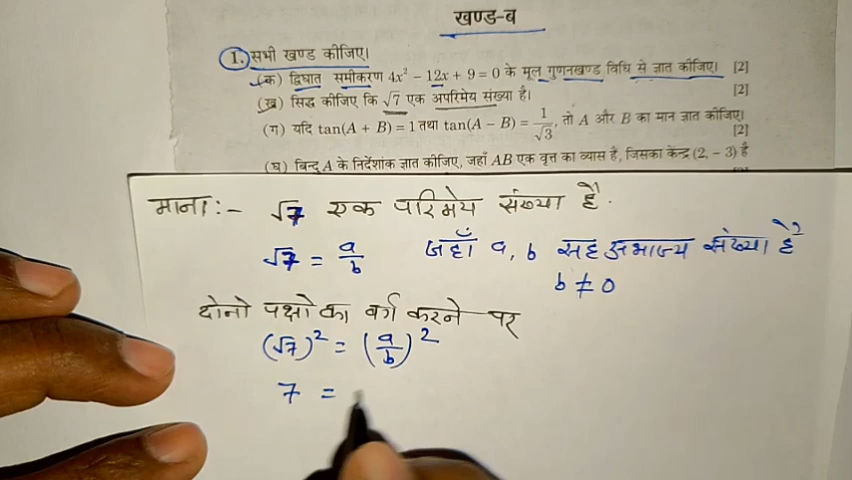 खण्ड-ब
1. सभी खण्ड कीजिए।
(क) द्विघात समीकरण 4x² − 12x + 9 = 0 के मूल गुणनखण्ड विधि से ज्ञात कीजिए। [2]
(ख) सिद्ध कीजिए कि √7 एक अपरिमेय संख्या है। [2]
(ग) यदि tan(A + B) = 1 तथा tan(A − B) = 1/√3, तो A और B का मान ज्ञात कीजिए। [2]
(घ) बिन्दु A के निर्देशांक ज्ञात कीजिए, जहाँ AB एक वृत्त का व्यास है, जिसका केन्द्र (2, − 3) है
माना:- √7 एक परिमेय संख्या है.
√7 = a/b जहाँ a, b सह अभाज्य संख्या है
b ≠ 0
दोनो पक्षो का वर्ग करने पर
(√7)² = (a/b)²
7 =